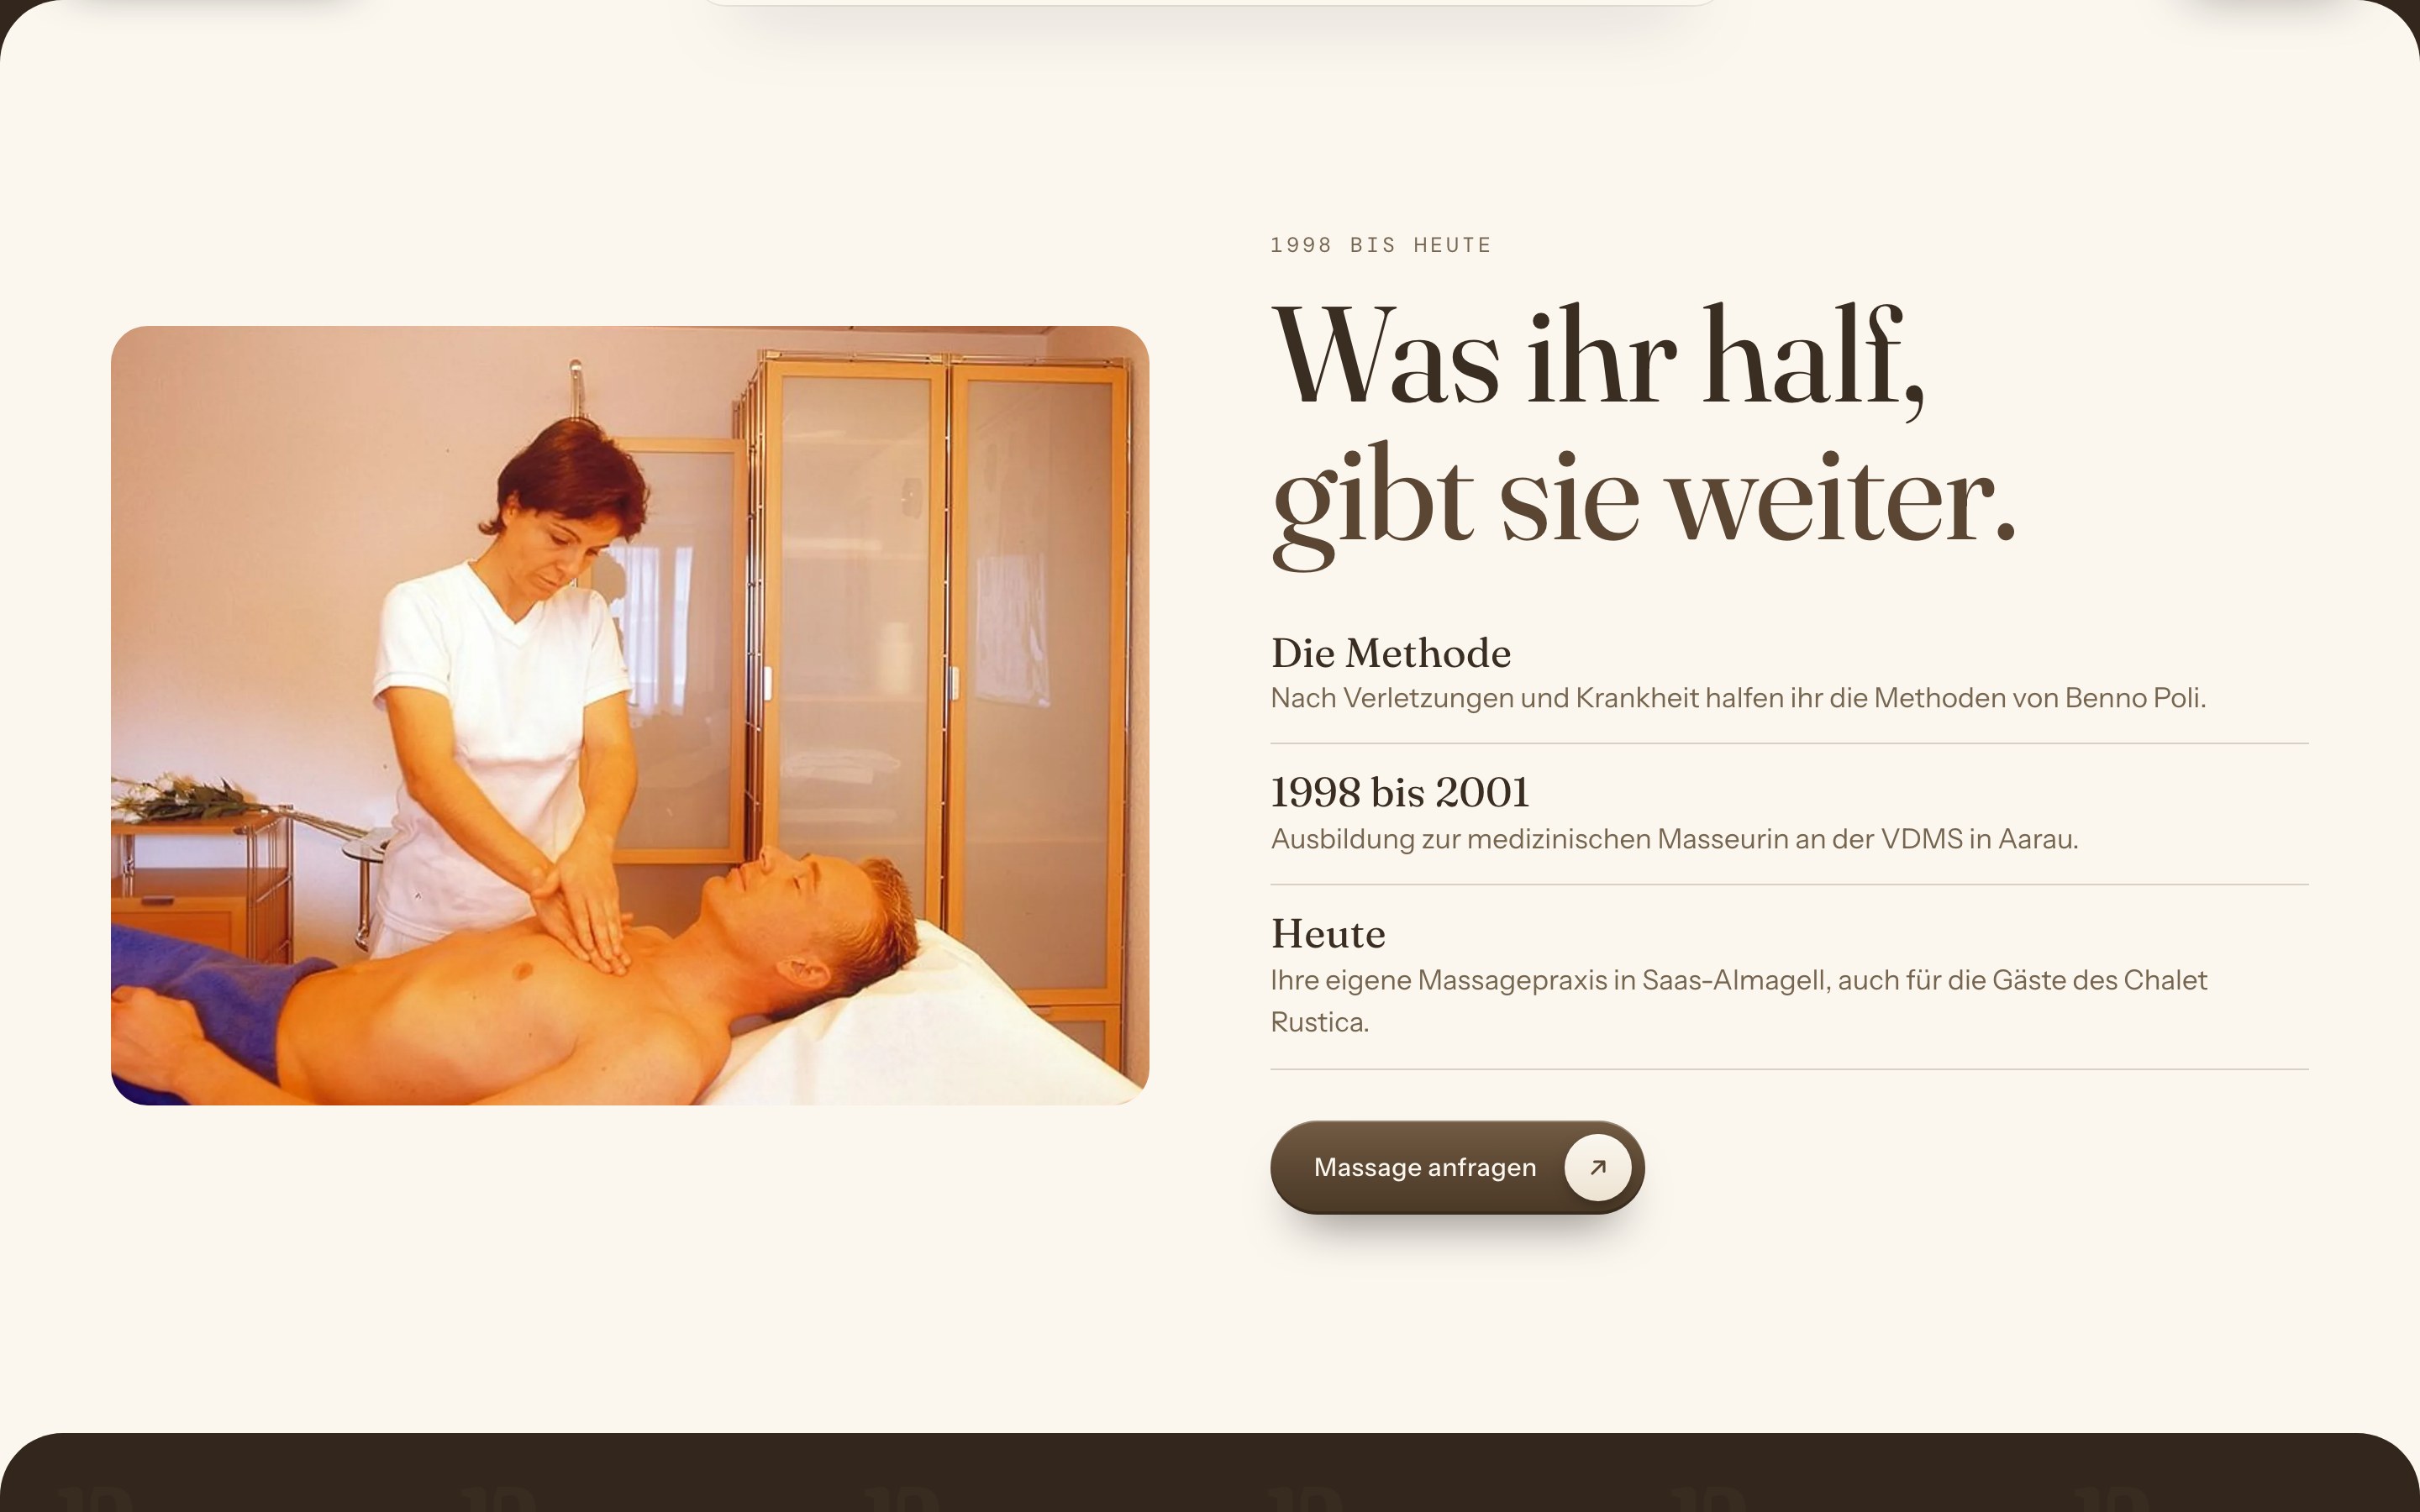 1998 BIS HEUTE
Was ihr half,
gibt sie weiter.
Die Methode
Nach Verletzungen und Krankheit halfen ihr die Methoden von Benno Poli.
1998 bis 2001
Ausbildung zur medizinischen Masseurin an der VDMS in Aarau.
Heute
Ihre eigene Massagepraxis in Saas-Almagell, auch für die Gäste des Chalet
Rustica.
Massage anfragen